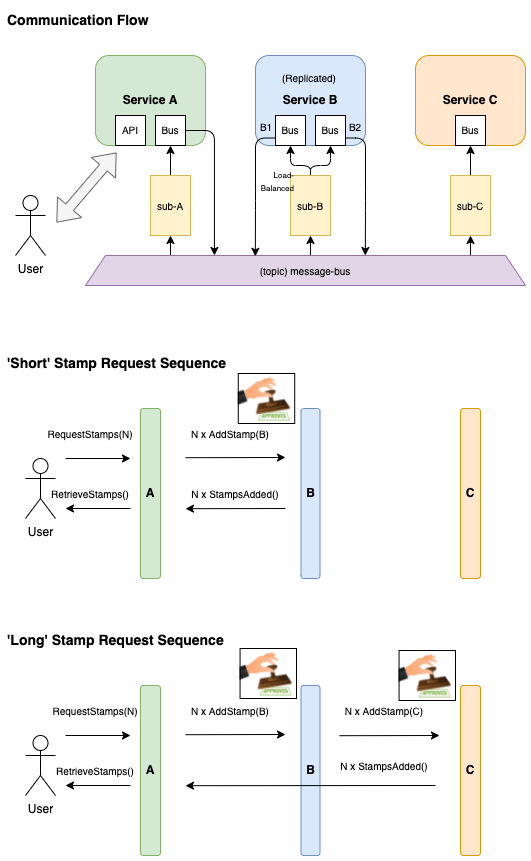 Communication Flow
(Replicated)
Service A
Service B
Service C
API
Bus
B1
Bus
Bus
B2
Bus
Load-
Balanced
sub-A
sub-B
sub-C
User
(topic) message-bus
'Short' Stamp Request Sequence
RequestStamps(N)
N x AddStamp(B)
RetrieveStamps()
N x StampsAdded()
A
B
C
User
'Long' Stamp Request Sequence
RequestStamps(N)
N x AddStamp(B)
N x AddStamp(C)
RetrieveStamps()
A
B
N x StampsAdded()
C
User